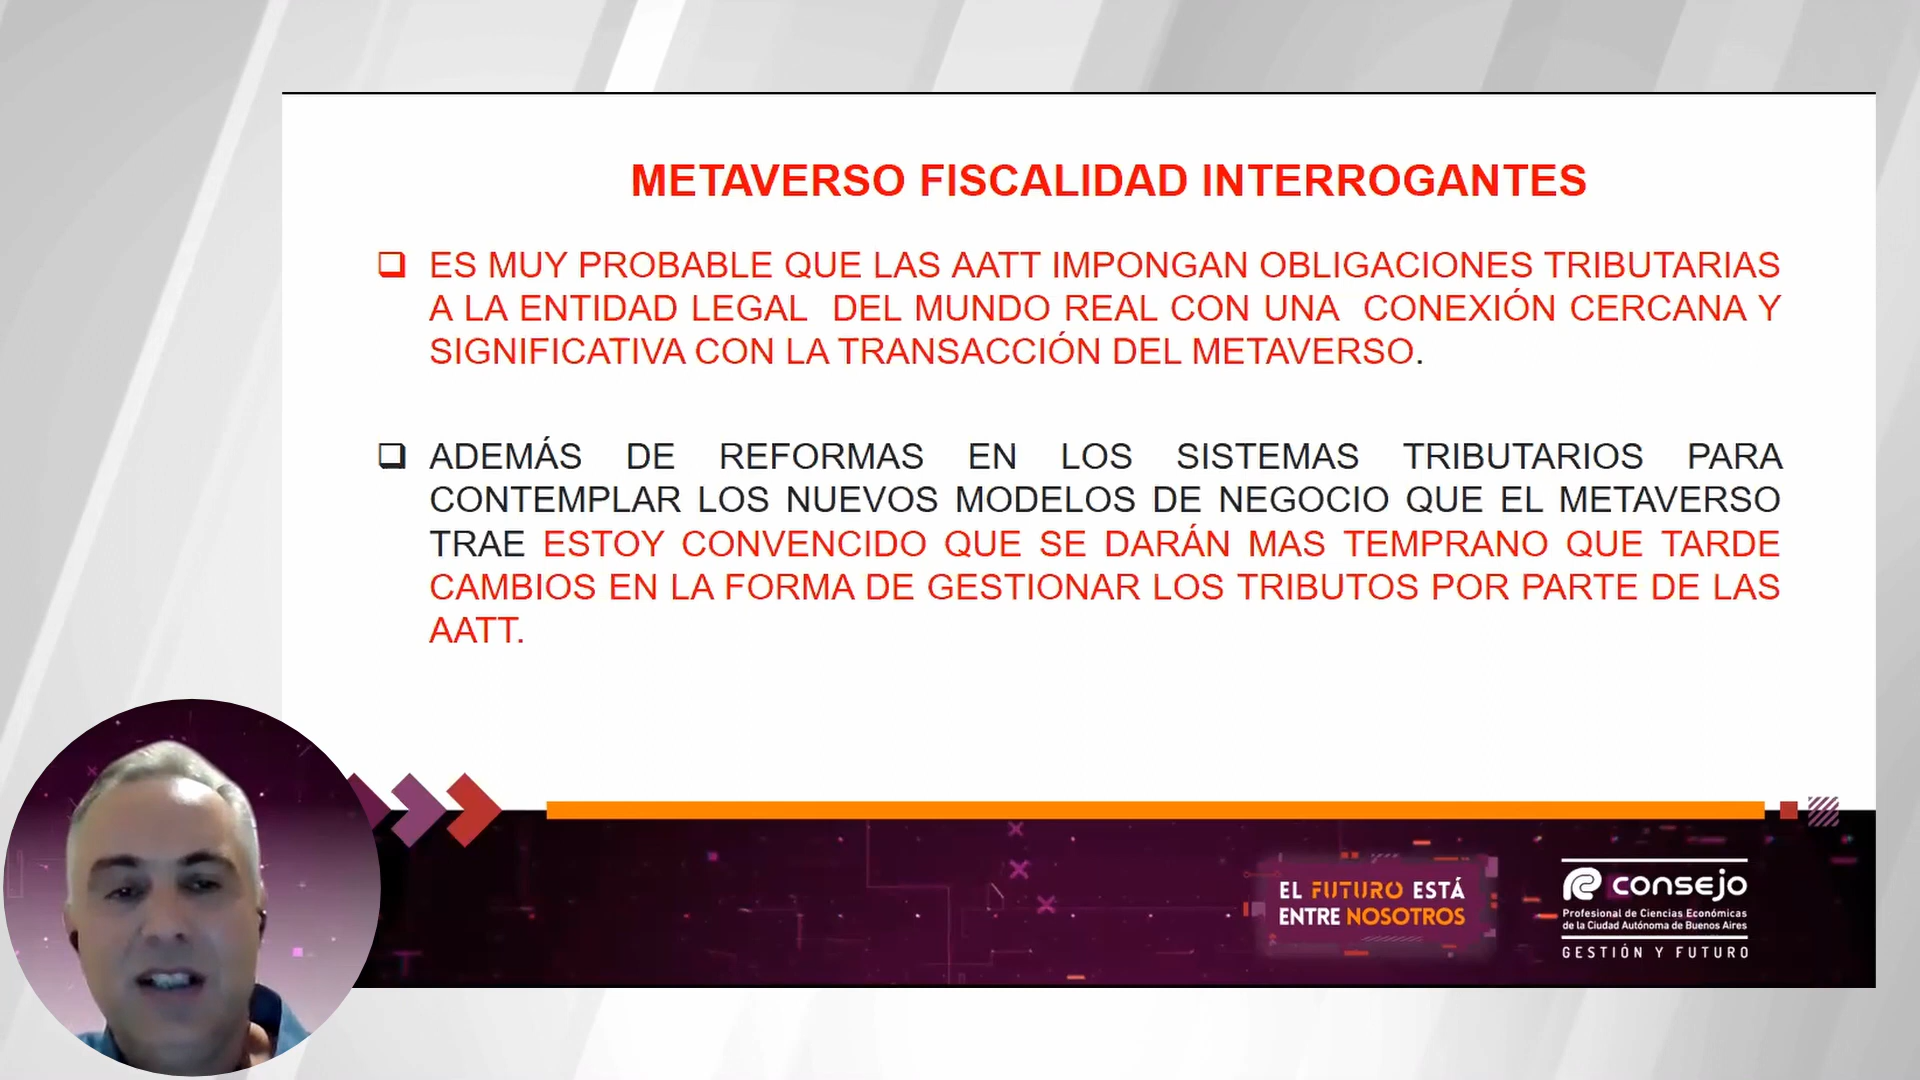 METAVERSO FISCALIDAD INTERROGANTES
ES MUY PROBABLE QUE LAS AATT IMPONGAN OBLIGACIONES TRIBUTARIAS
A LA ENTIDAD LEGAL DEL MUNDO REAL CON UNA CONEXIÓN CERCANA Y
SIGNIFICATIVA CON LA TRANSACCIÓN DEL METAVERSO.
ADEMÁS DE REFORMAS EN LOS SISTEMAS TRIBUTARIOS PARA
CONTEMPLAR LOS NUEVOS MODELOS DE NEGOCIO QUE EL METAVERSO
TRAE ESTOY CONVENCIDO QUE SE DARÁN MAS TEMPRANO QUE TARDE
CAMBIOS EN LA FORMA DE GESTIONAR LOS TRIBUTOS POR PARTE DE LAS
AATT.
EL FUTURO ESTÁ
ENTRE NOSOTROS
consejo
Profesional de Ciencias Económicas
de la Ciudad Autónoma de Buenos Aires
GESTIÓN Y FUTURO